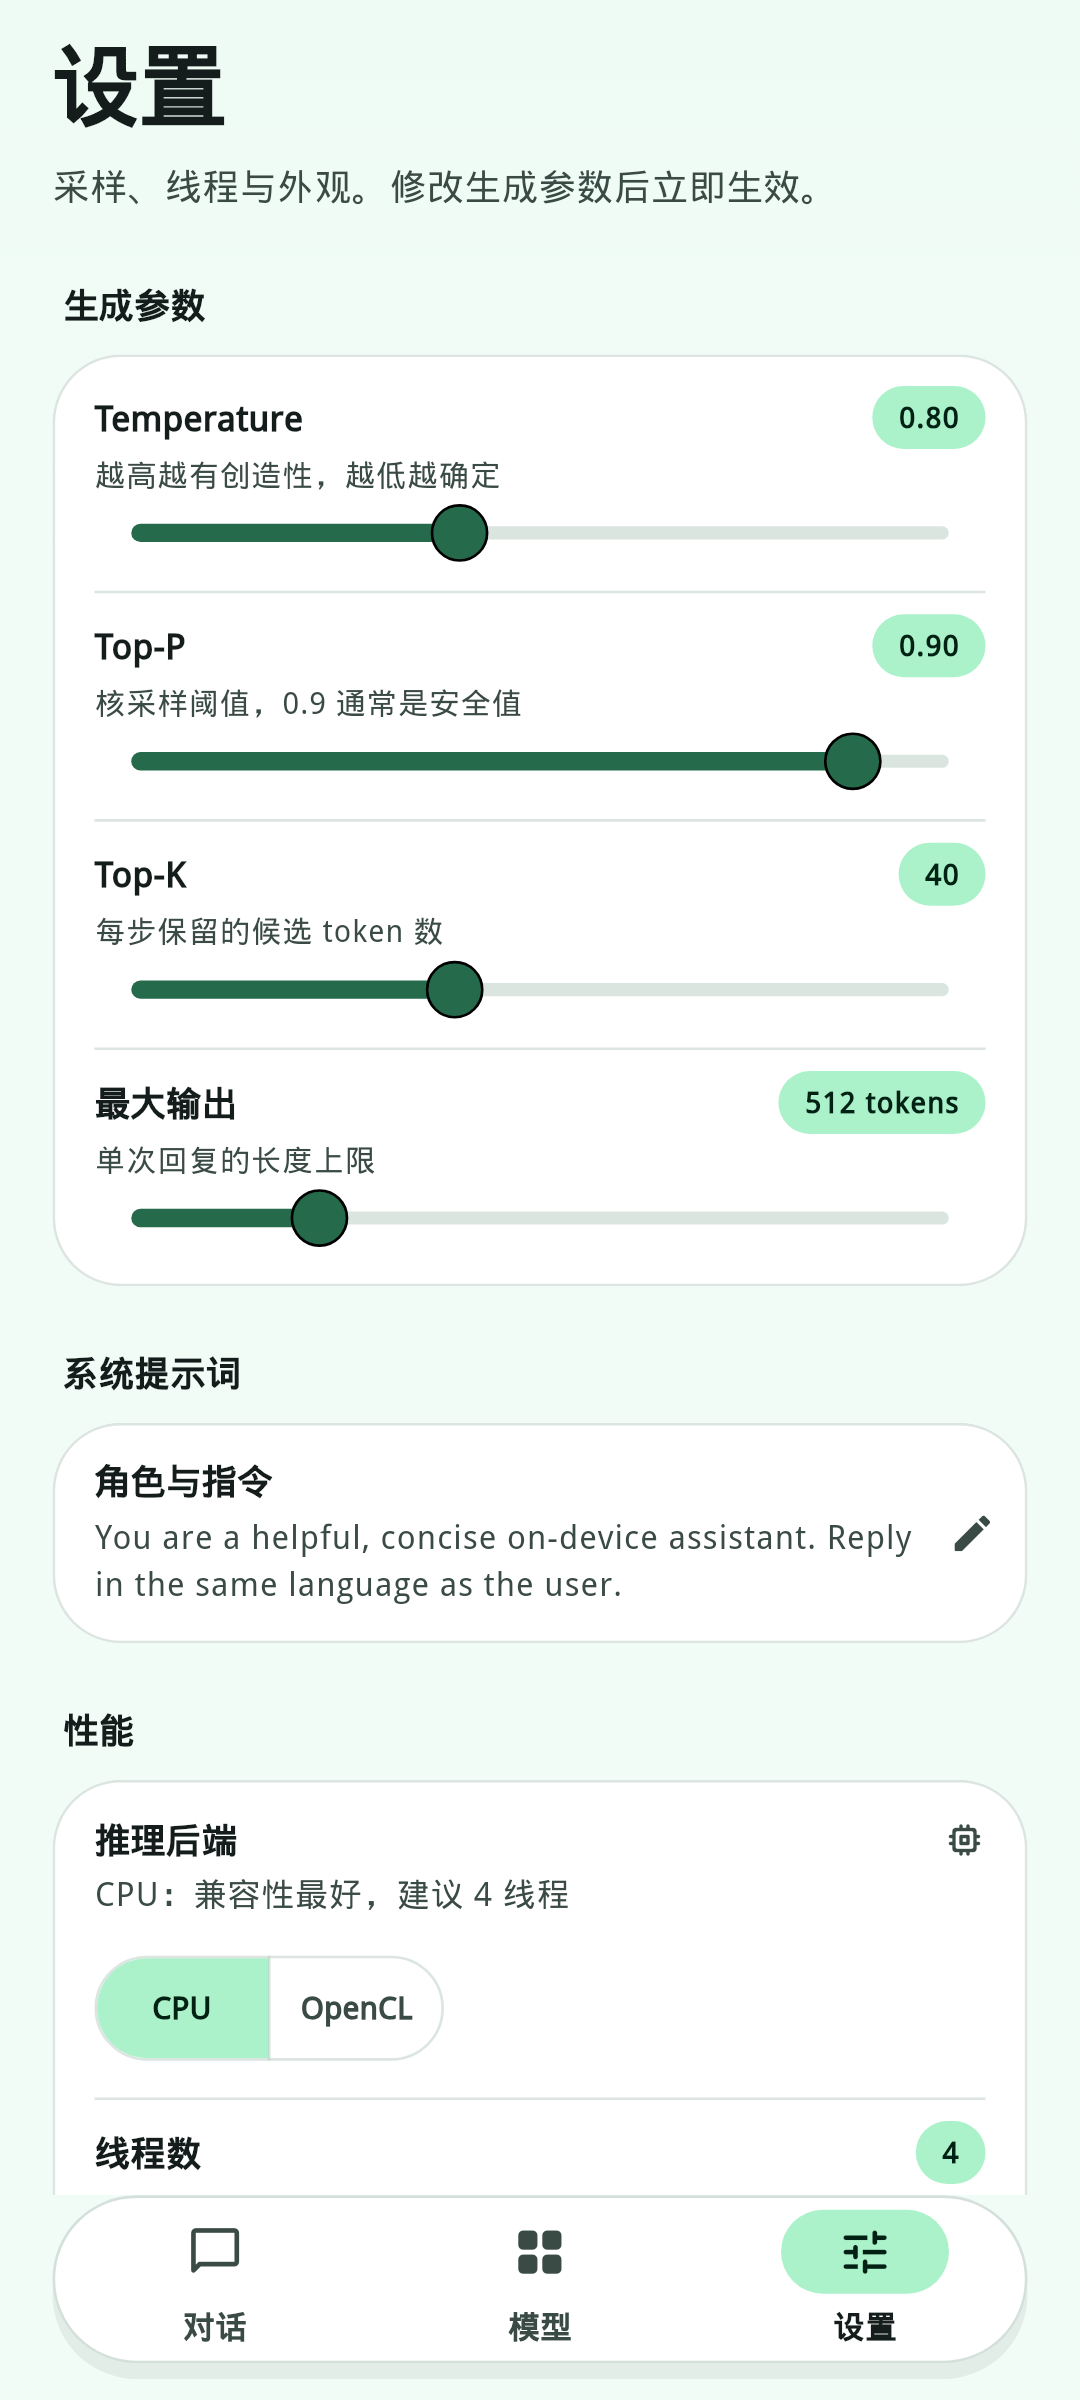 设置
采样、线程与外观。修改生成参数后立即生效。
生成参数
Temperature
0.80
越高越有创造性，越低越确定
Top-P
0.90
核采样阈值，0.9 通常是安全值
Top-K
40
每步保留的候选 token 数
最大输出
512 tokens
单次回复的长度上限
系统提示词
角色与指令
You are a helpful, concise on-device assistant. Reply
in the same language as the user.
性能
推理后端
CPU：兼容性最好，建议 4 线程
CPU
OpenCL
线程数
4
对话
模型
设置